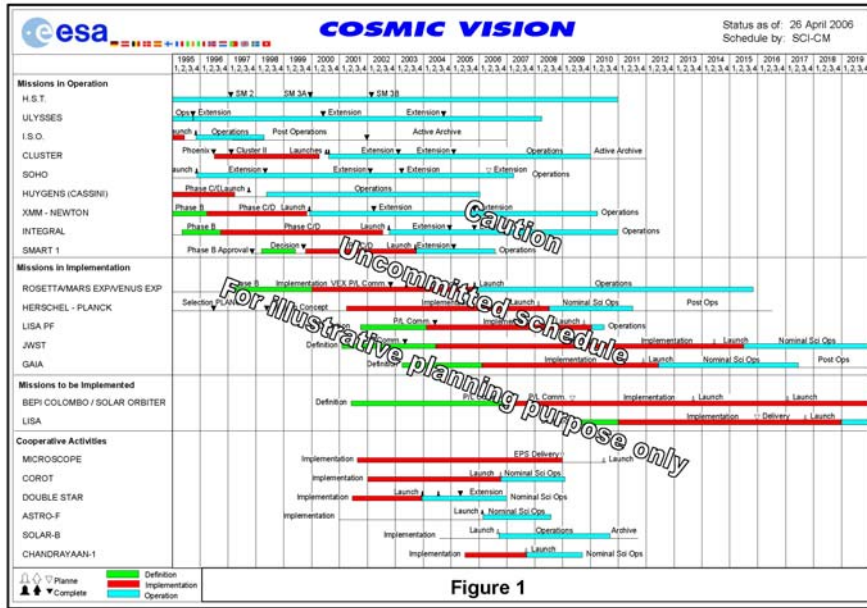 esa
COSMIC VISION
Status as of: 26 April 2006
Schedule by: SCI-CM
1995 1996 1997 1998 1999 2000 2001 2002 2003 2004 2005 2006 2007 2008 2009 2010 2011 2012 2013 2014 2015 2016 2017 2018 2019
Missions in Operation
H.S.T. SM 2 SM 3A SM 3B
ULYSSES Ops Extension Extension Extension
I.S.O. Operations Post Operations Active Archive
CLUSTER Phoenix Cluster II Launches Extension Extension Operations Active Archive
SOHO Launch Extension Extension Extension Extension Operations
HUYGENS (CASSINI) Launch Operations
XMM - NEWTON Phase B Phase C/D Launch Extension Extension Operations
INTEGRAL Phase B Phase C/D Launch Extension Operations
SMART 1 Phase B Approval Decision Launch Extension Operations
Missions in Implementation
ROSETTA/MARS EXP/VENUS EXP Implementation VEX P/L Comm. Launch Operations
HERSCHEL - PLANCK Selection Concept Launch Nominal Sci Ops Post Ops
LISA PF P/L Comm. Launch Operations
JWST Definition Comm. Implementation Launch Nominal Sci Ops
GAIA Implementation Launch Nominal Sci Ops Post Ops
Missions to be Implemented
BEPI COLOMBO / SOLAR ORBITER Definition P/L Comm. Implementation Launch Launch
LISA Implementation Delivery Launch
Cooperative Activities
MICROSCOPE Implementation EPS Delivery Launch
COROT Implementation Launch Nominal Sci Ops
DOUBLE STAR Implementation Launch Extension Nominal Sci Ops
ASTRO-F Implementation Launch Nominal Sci Ops
SOLAR-B Implementation Launch Operations Archive
CHANDRAYAAN-1 Implementation Launch Nominal Sci Ops
Caution
Uncommitted schedule
For illustrative planning purpose only
Planne
Complete
Definition
Implementation
Operation
Figure 1